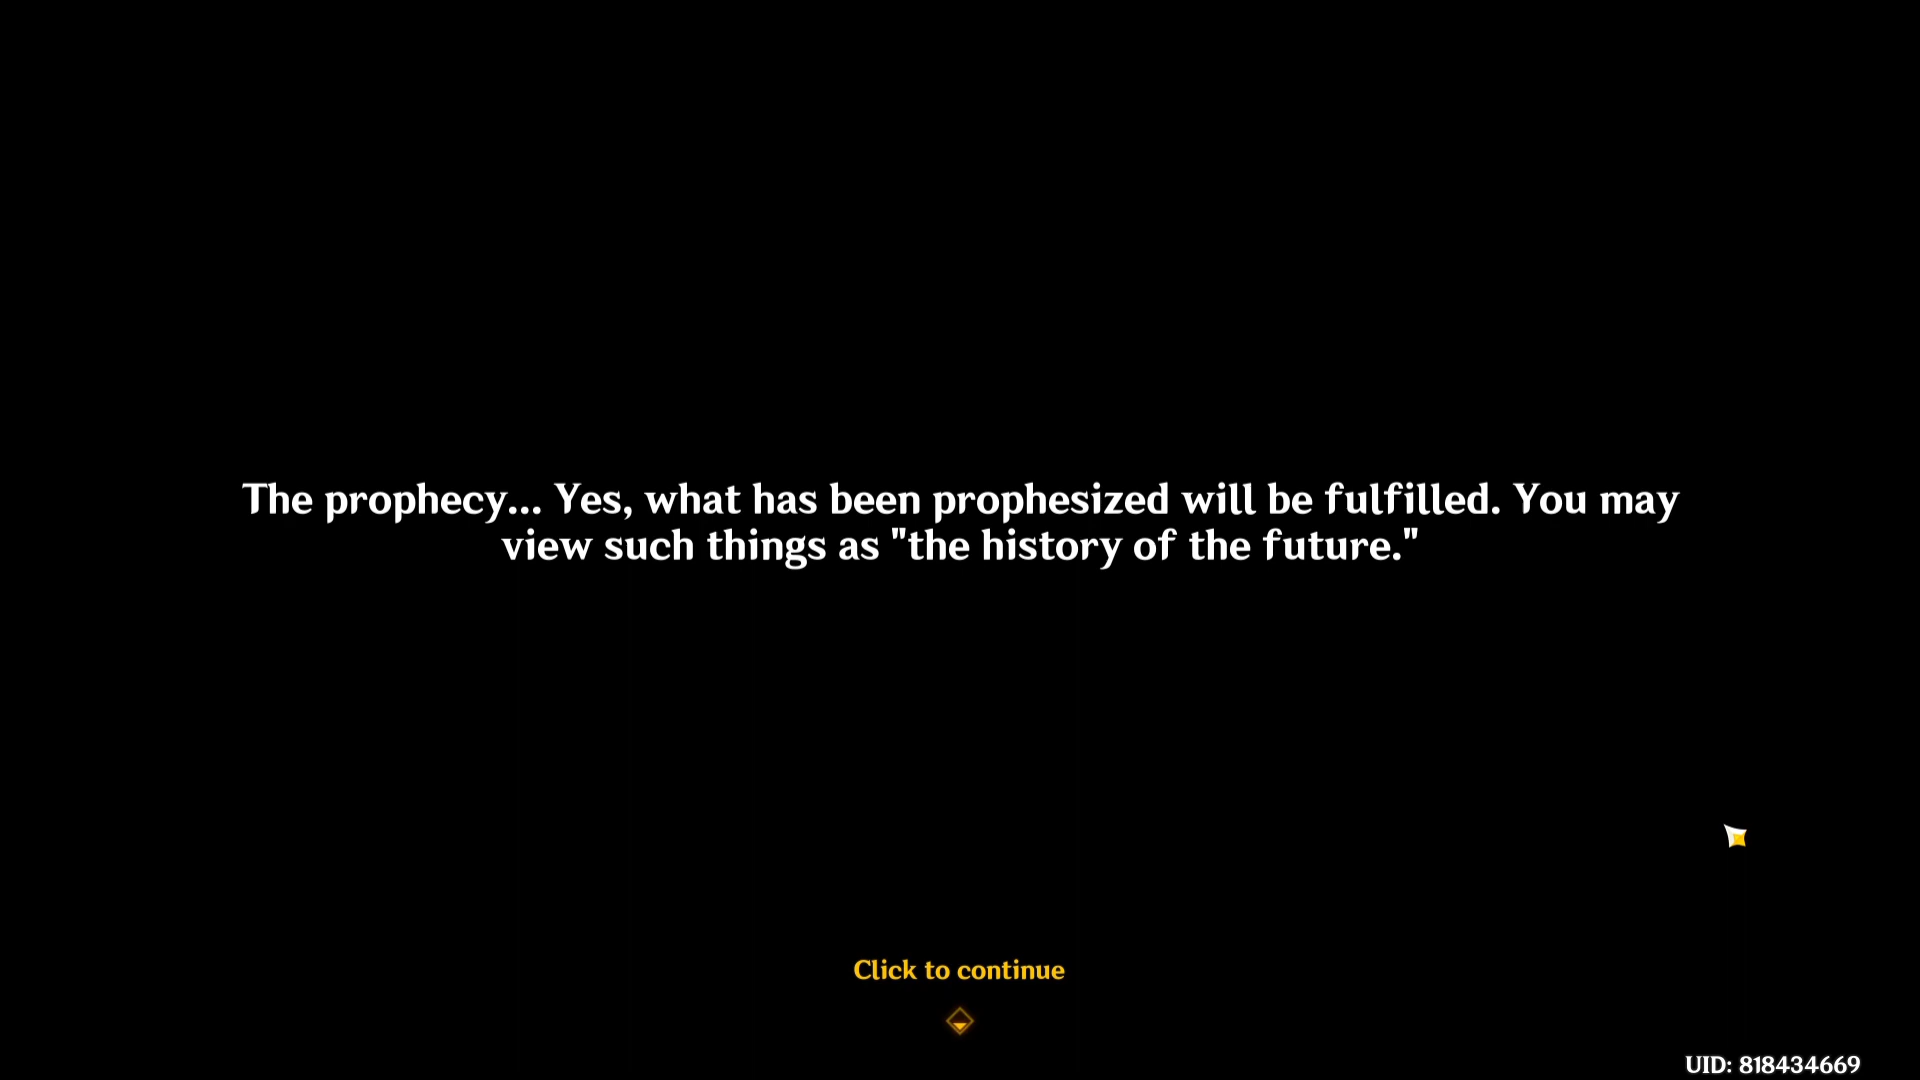 The prophecy... Yes, what has been prophesized will be fulfilled. You may
view such things as "the history of the future."
Click to continue
UID: 818434669